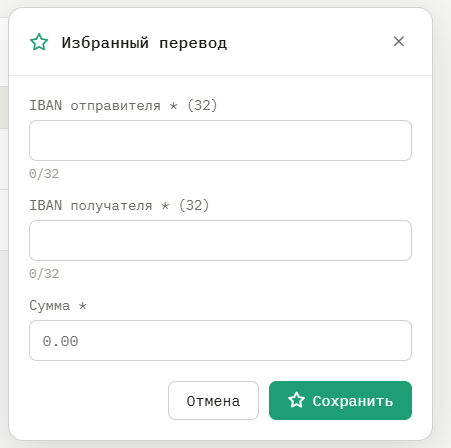 Избранный перевод
IBAN отправителя * (32)
0/32
IBAN получателя * (32)
0/32
Сумма *
0.00
Отмена
Сохранить